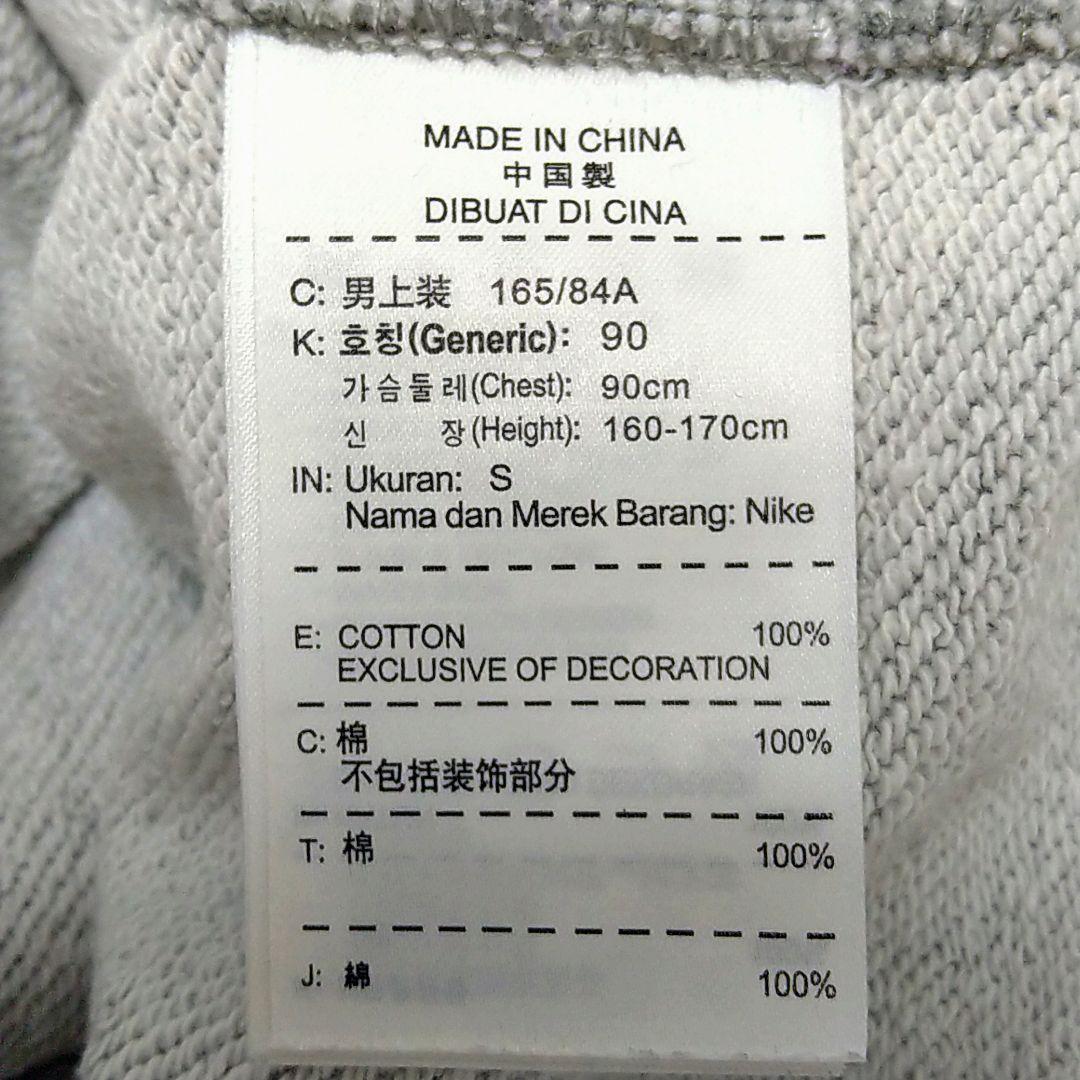 MADE IN CHINA
中国製
DIBUAT DI CINA
C: 男上装 165/84A
K: 호칭(Generic): 90
가슴둘레(Chest): 90cm
신 장(Height): 160-170cm
IN: Ukuran: S
Nama dan Merek Barang: Nike
E: COTTON 100%
EXCLUSIVE OF DECORATION
C: 棉 100%
不包括装饰部分
T: 棉 100%
J: 綿 100%